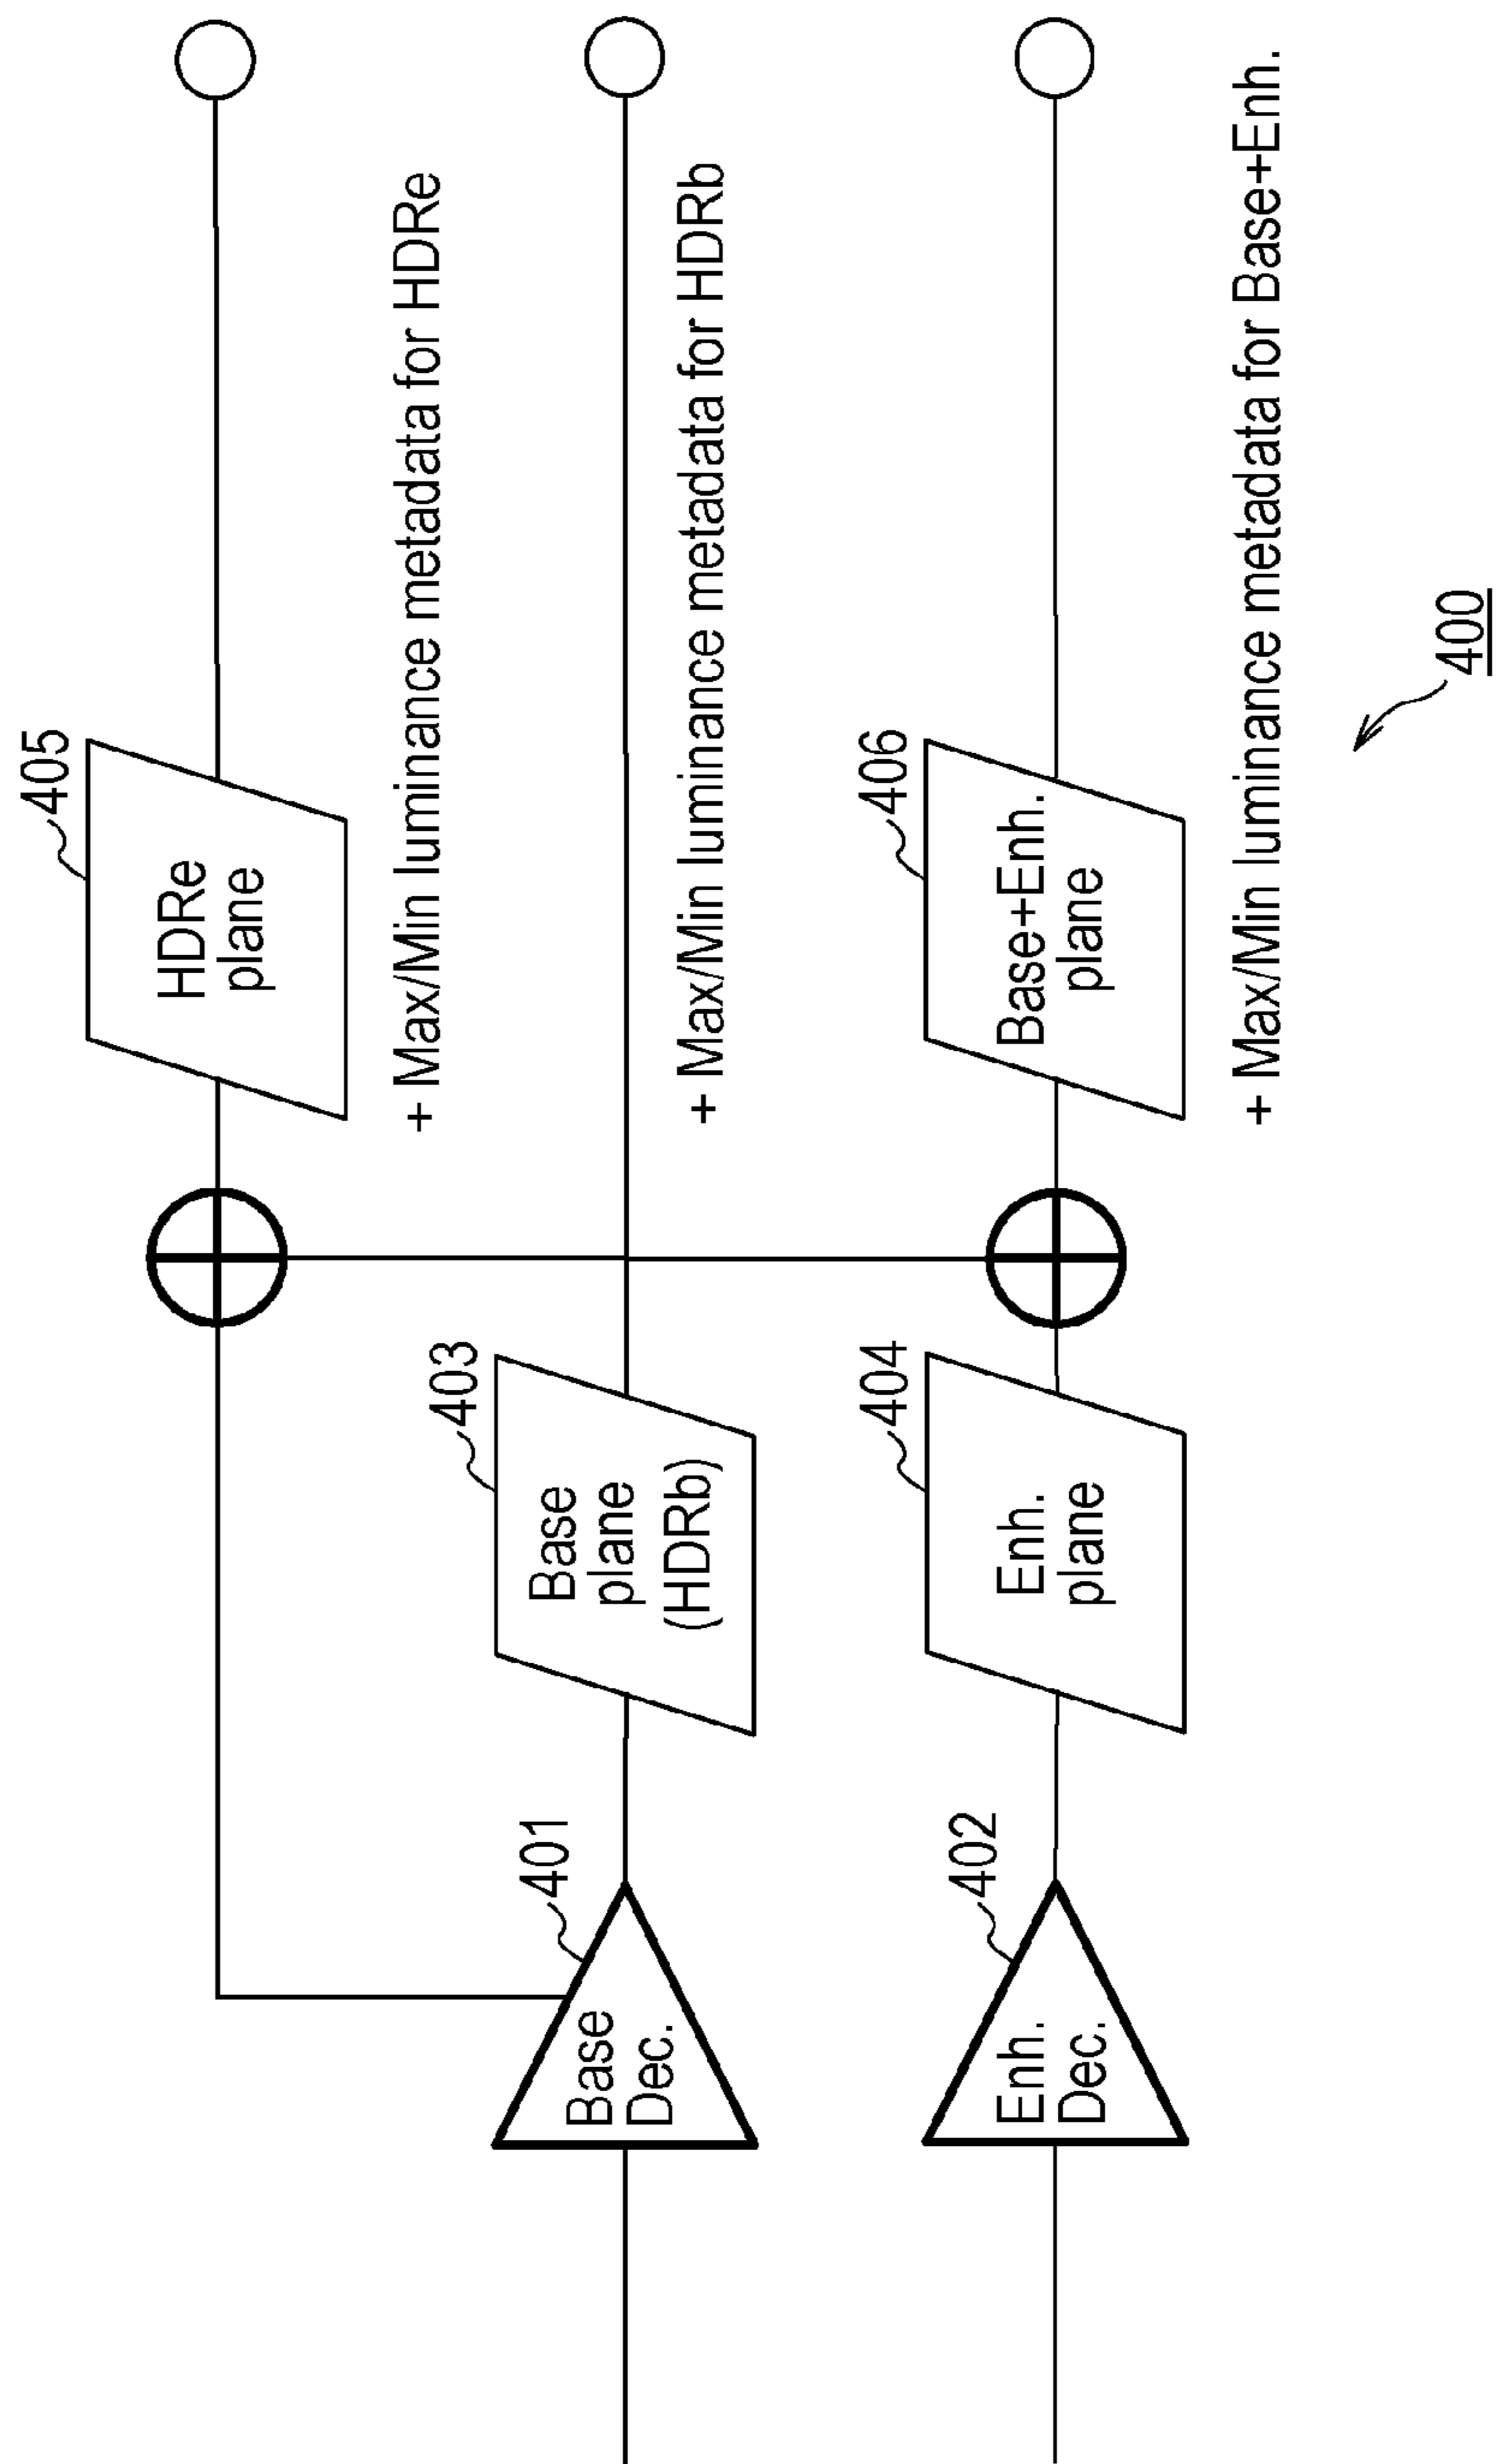 405
HDRe
plane
+ Max/Min luminance metadata for HDRe
401
Base
Dec.
403
Base
plane
(HDRb)
+ Max/Min luminance metadata for HDRb
402
Enh.
Dec.
404
Enh.
plane
406
Base+Enh.
plane
+ Max/Min luminance metadata for Base+Enh.
400